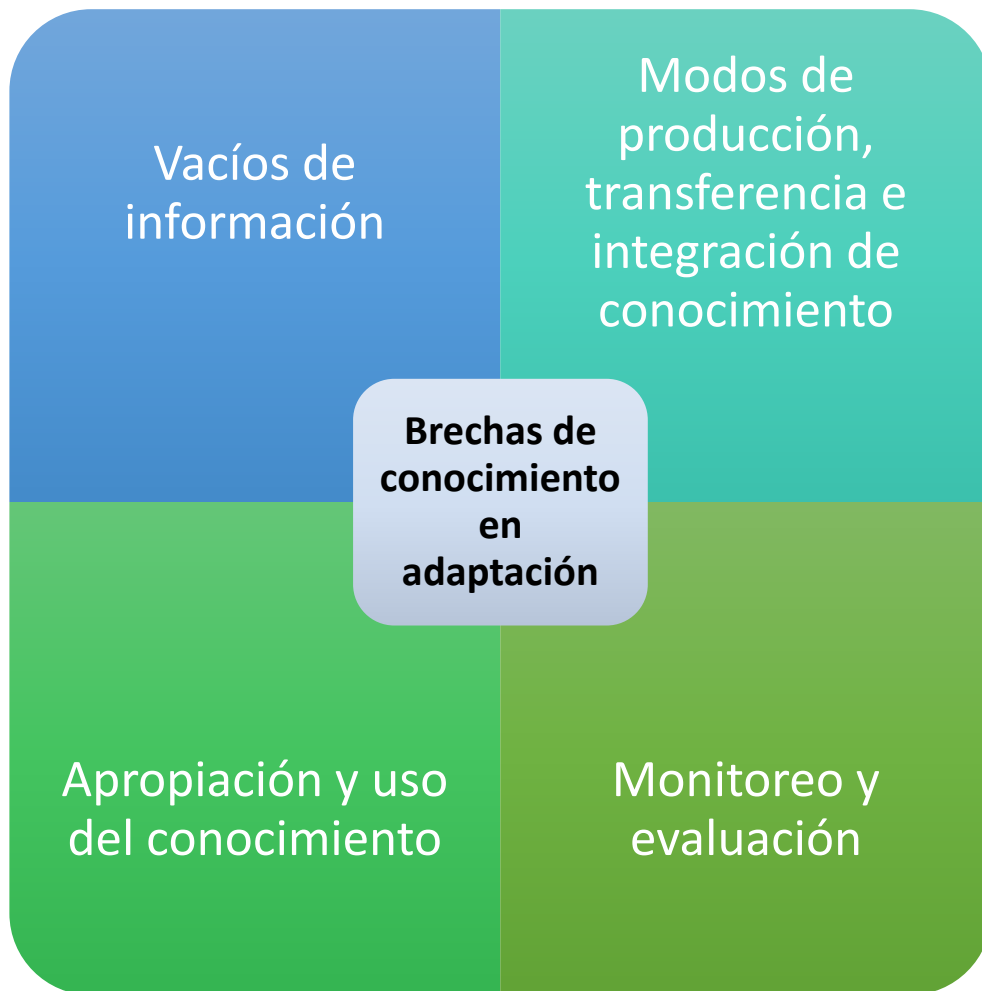 Vacíos de
información
Modos de
producción,
transferencia e
integración de
conocimiento
Brechas de
conocimiento
en
adaptación
Apropiación y uso
del conocimiento
Monitoreo y
evaluación